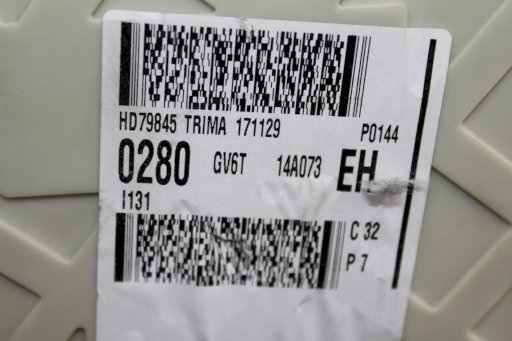 HD79845 TRIMA 171129 P0144
0280 GV6T 14A073 EH
I131
C 32
P 7